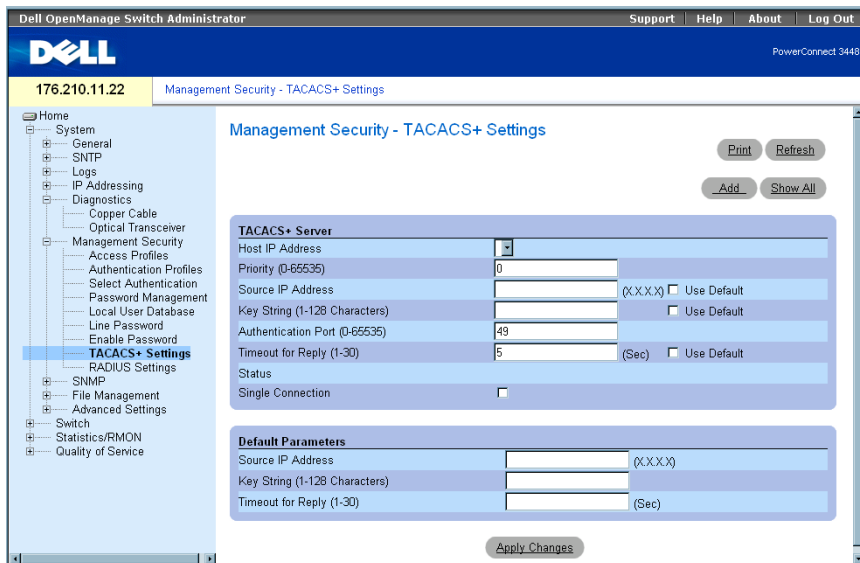 Dell OpenManage Switch Administrator
Support Help About Log Out
DELL
PowerConnect 3448
176.210.11.22
Management Security - TACACS+ Settings
Home
System
General
SNTP
Logs
IP Addressing
Diagnostics
Copper Cable
Optical Transceiver
Management Security
Access Profiles
Authentication Profiles
Select Authentication
Password Management
Local User Database
Line Password
Enable Password
TACACS+ Settings
RADIUS Settings
SNMP
File Management
Advanced Settings
Switch
Statistics/RMON
Quality of Service
Management Security - TACACS+ Settings
Print Refresh
Add Show All
TACACS+ Server
Host IP Address
Priority (0-65535) 0
Source IP Address (X.X.X.X) Use Default
Key String (1-128 Characters) Use Default
Authentication Port (0-65535) 49
Timeout for Reply (1-30) 5 (Sec) Use Default
Status
Single Connection
Default Parameters
Source IP Address (X.X.X.X)
Key String (1-128 Characters)
Timeout for Reply (1-30) (Sec)
Apply Changes